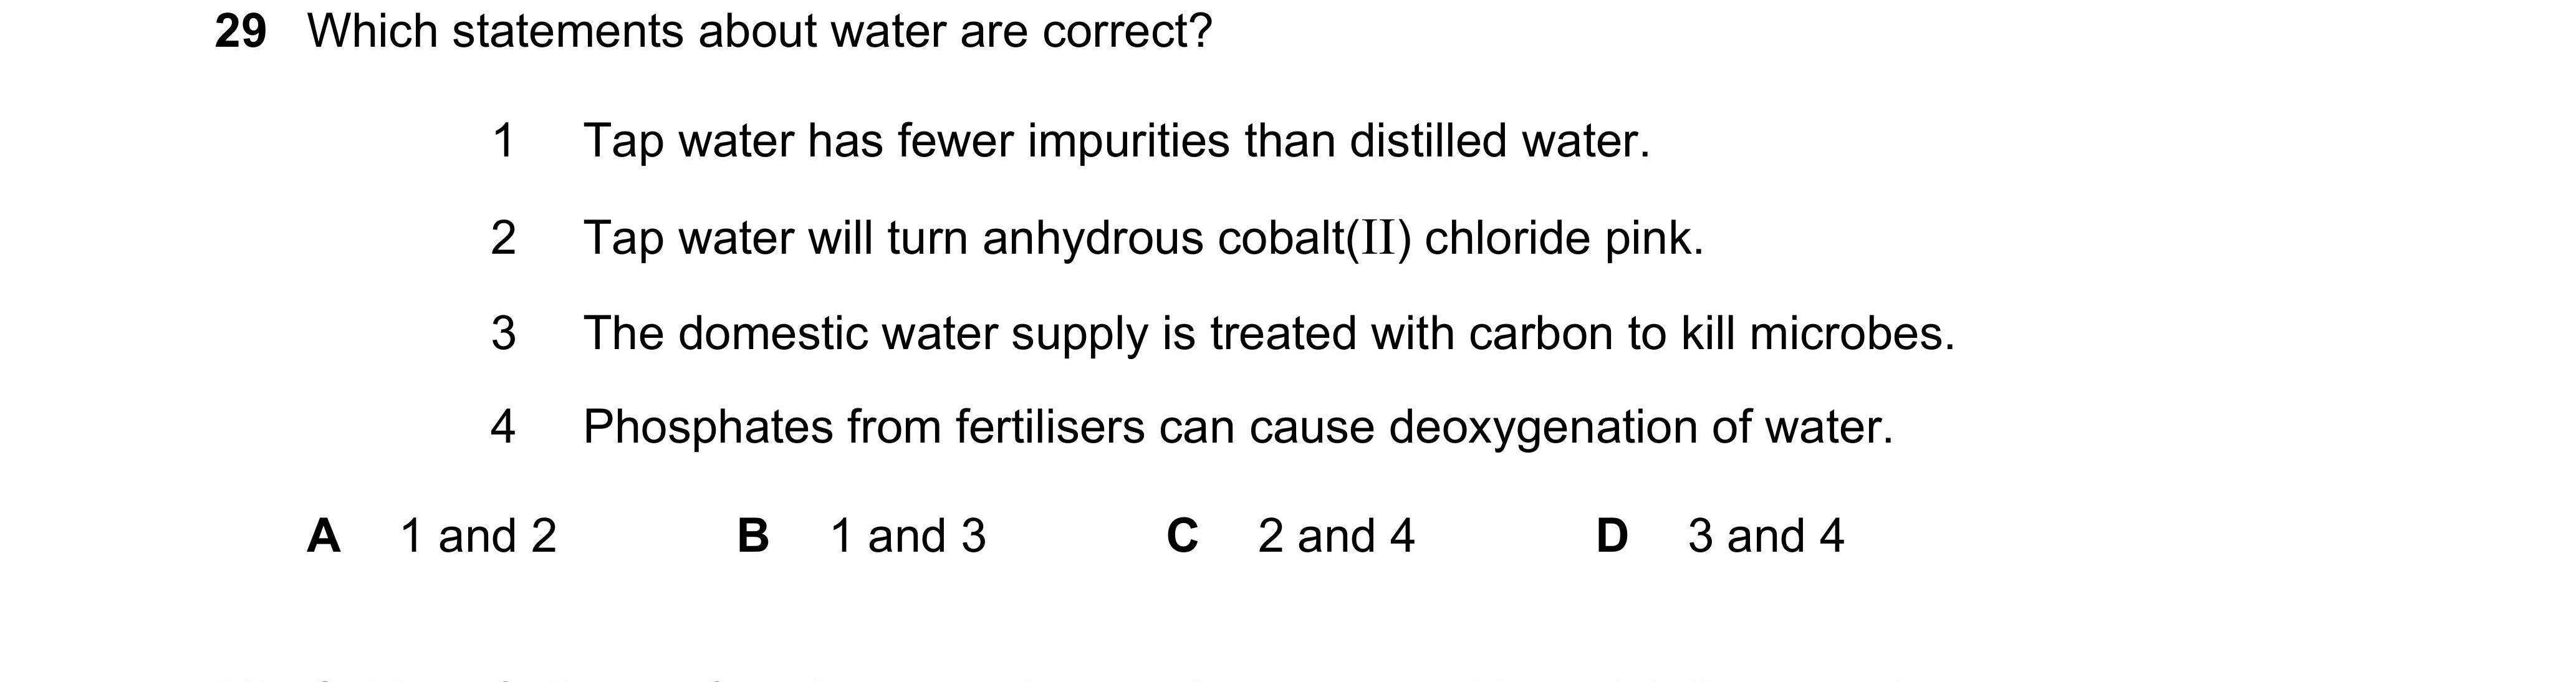 29 Which statements about water are correct?
1 Tap water has fewer impurities than distilled water.
2 Tap water will turn anhydrous cobalt(II) chloride pink.
3 The domestic water supply is treated with carbon to kill microbes.
4 Phosphates from fertilisers can cause deoxygenation of water.
A 1 and 2 B 1 and 3 C 2 and 4 D 3 and 4